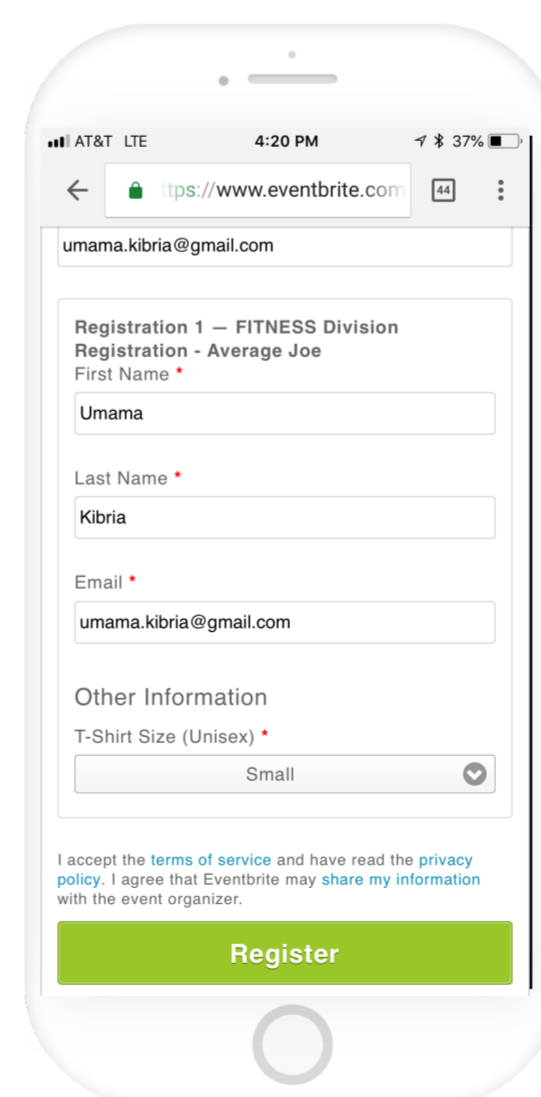 AT&T LTE 4:20 PM 37%
ttps://www.eventbrite.com 44
umama.kibria@gmail.com
Registration 1 — FITNESS Division
Registration - Average Joe
First Name *
Umama
Last Name *
Kibria
Email *
umama.kibria@gmail.com
Other Information
T-Shirt Size (Unisex) *
Small
I accept the terms of service and have read the privacy
policy. I agree that Eventbrite may share my information
with the event organizer.
Register